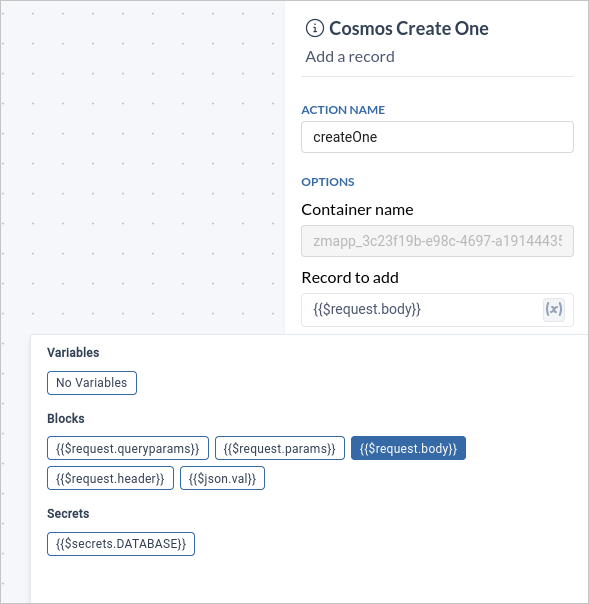 Cosmos Create One
Add a record
ACTION NAME
createOne
OPTIONS
Container name
zmapp_3c23f19b-e98c-4697-a1914443
Record to add
{{$request.body}}
(x)
Variables
No Variables
Blocks
{{$request.queryparams}} {{$request.params}} {{$request.body}}
{{$request.header}} {{$json.val}}
Secrets
{{$secrets.DATABASE}}